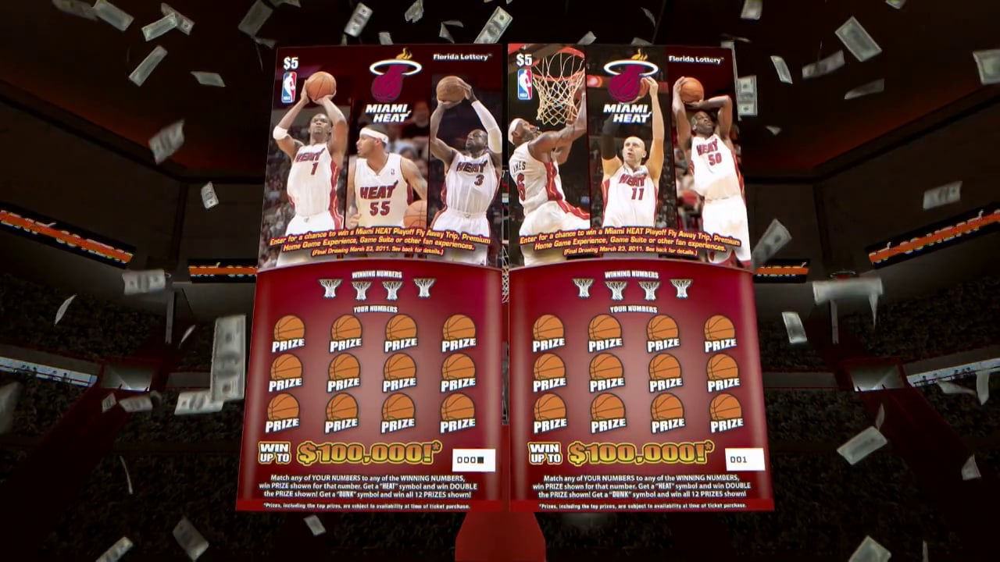 $5
Florida Lottery™
NBA
MIAMI
HEAT
HEAT
1
HEAT
55
HEAT
3
Enter for a chance to win a Miami HEAT Playoff Fly Away Trip, Premium
Home Game Experience, Game Suite or other fan experiences.
(Final Drawing March 23, 2011. See back for details.)
WINNING NUMBERS
YOUR NUMBERS
PRIZE PRIZE PRIZE PRIZE
PRIZE PRIZE PRIZE PRIZE
PRIZE PRIZE PRIZE PRIZE
WIN
UP TO $100,000!*
000
Match any of YOUR NUMBERS to any of the WINNING NUMBERS,
win PRIZE shown for that number. Get a "HEAT" symbol and win DOUBLE
the PRIZE shown! Get a "DUNK" symbol and win all 12 PRIZES shown!
*Prizes, including the top prizes, are subject to availability at time of ticket purchase.
$5
Florida Lottery™
NBA
MIAMI
HEAT
6
HEAT
11
HEAT
50
Enter for a chance to win a Miami HEAT Playoff Fly Away Trip, Premium
Home Game Experience, Game Suite or other fan experiences.
(Final Drawing March 23, 2011. See back for details.)
WINNING NUMBERS
YOUR NUMBERS
PRIZE PRIZE PRIZE PRIZE
PRIZE PRIZE PRIZE PRIZE
PRIZE PRIZE PRIZE PRIZE
WIN
UP TO $100,000!*
001
Match any of YOUR NUMBERS to any of the WINNING NUMBERS,
win PRIZE shown for that number. Get a "HEAT" symbol and win DOUBLE
the PRIZE shown! Get a "DUNK" symbol and win all 12 PRIZES shown!
*Prizes, including the top prizes, are subject to availability at time of ticket purchase.